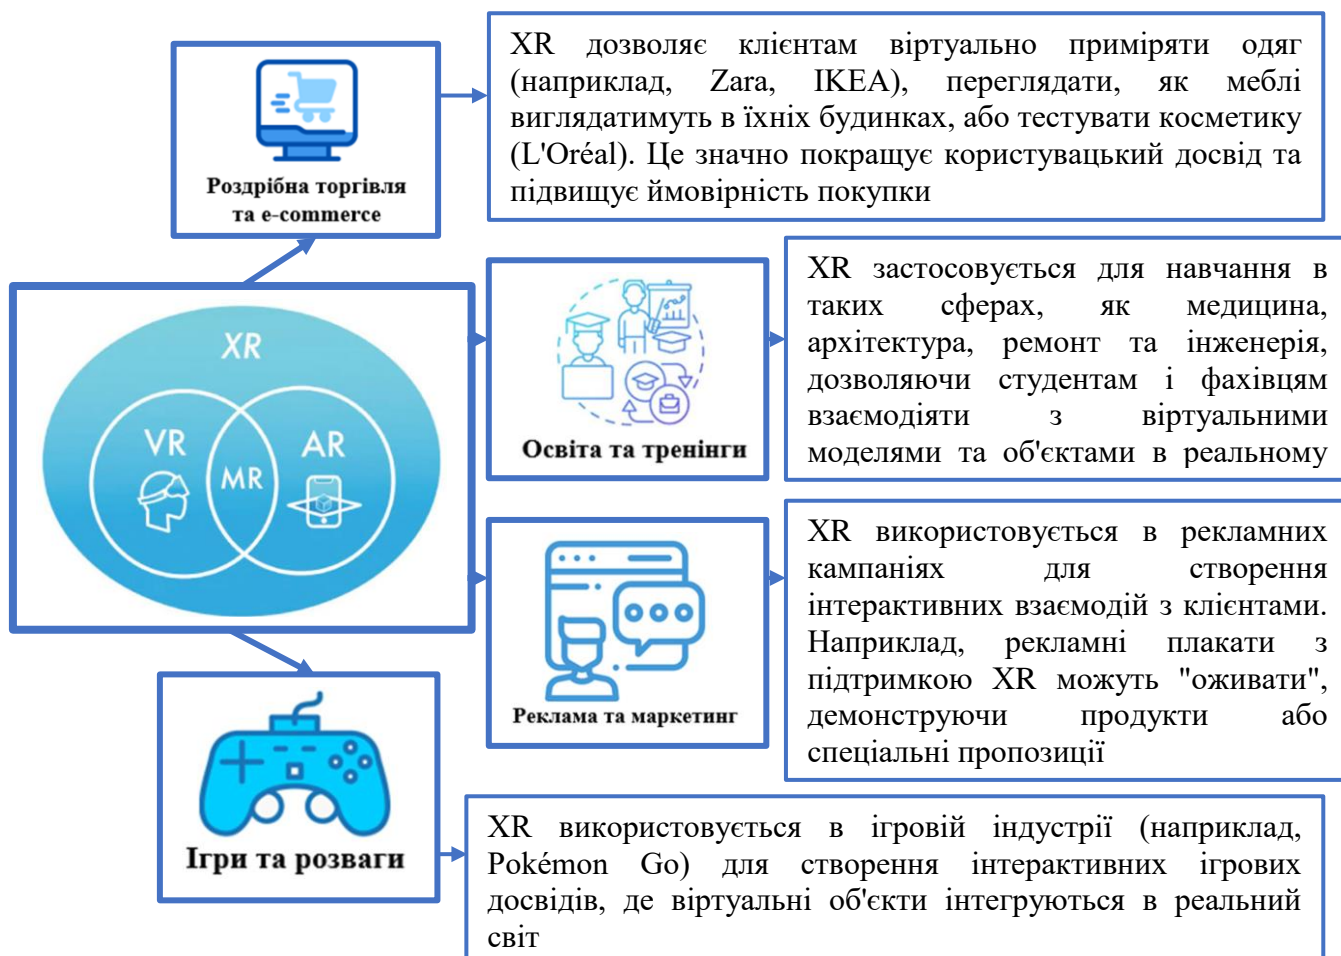 XR дозволяє клієнтам віртуально приміряти одяг
(наприклад, Zara, IKEA), переглядати, як меблі
виглядатимуть в їхніх будинках, або тестувати косметику
(L'Oréal). Це значно покращує користувацький досвід та
підвищує ймовірність покупки
Роздрібна торгівля
та e-commerce
XR
VR
AR
MR
Освіта та тренінги
XR застосовується для навчання в
таких сферах, як медицина,
архітектура, ремонт та інженерія,
дозволяючи студентам і фахівцям
взаємодіяти з віртуальними
моделями та об'єктами в реальному
Реклама та маркетинг
XR використовується в рекламних
кампаніях для створення
інтерактивних взаємодій з клієнтами.
Наприклад, рекламні плакати з
підтримкою XR можуть "оживати",
демонструючи продукти або
спеціальні пропозиції
Ігри та розваги
XR використовується в ігровій індустрії (наприклад,
Pokémon Go) для створення інтерактивних ігрових
досвідів, де віртуальні об'єкти інтегруються в реальний
світ